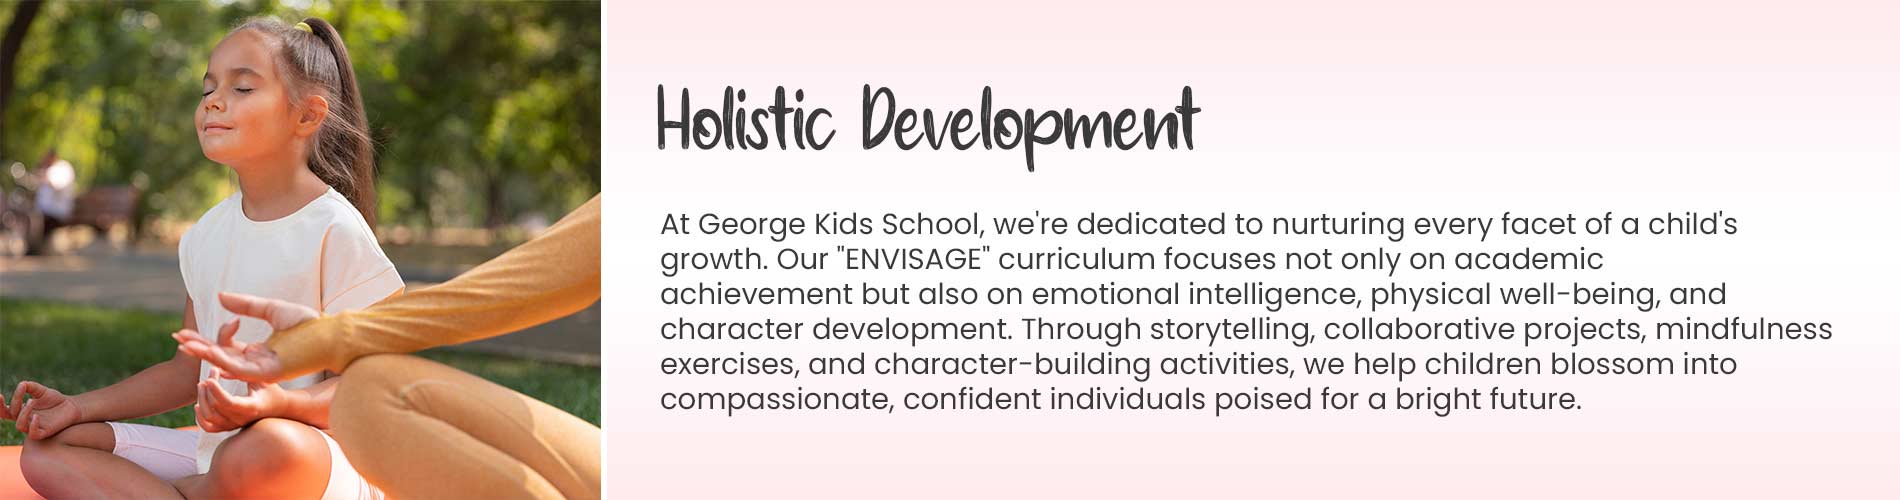 Holistic Development
At George Kids School, we're dedicated to nurturing every facet of a child's
growth. Our "ENVISAGE" curriculum focuses not only on academic
achievement but also on emotional intelligence, physical well-being, and
character development. Through storytelling, collaborative projects, mindfulness
exercises, and character-building activities, we help children blossom into
compassionate, confident individuals poised for a bright future.